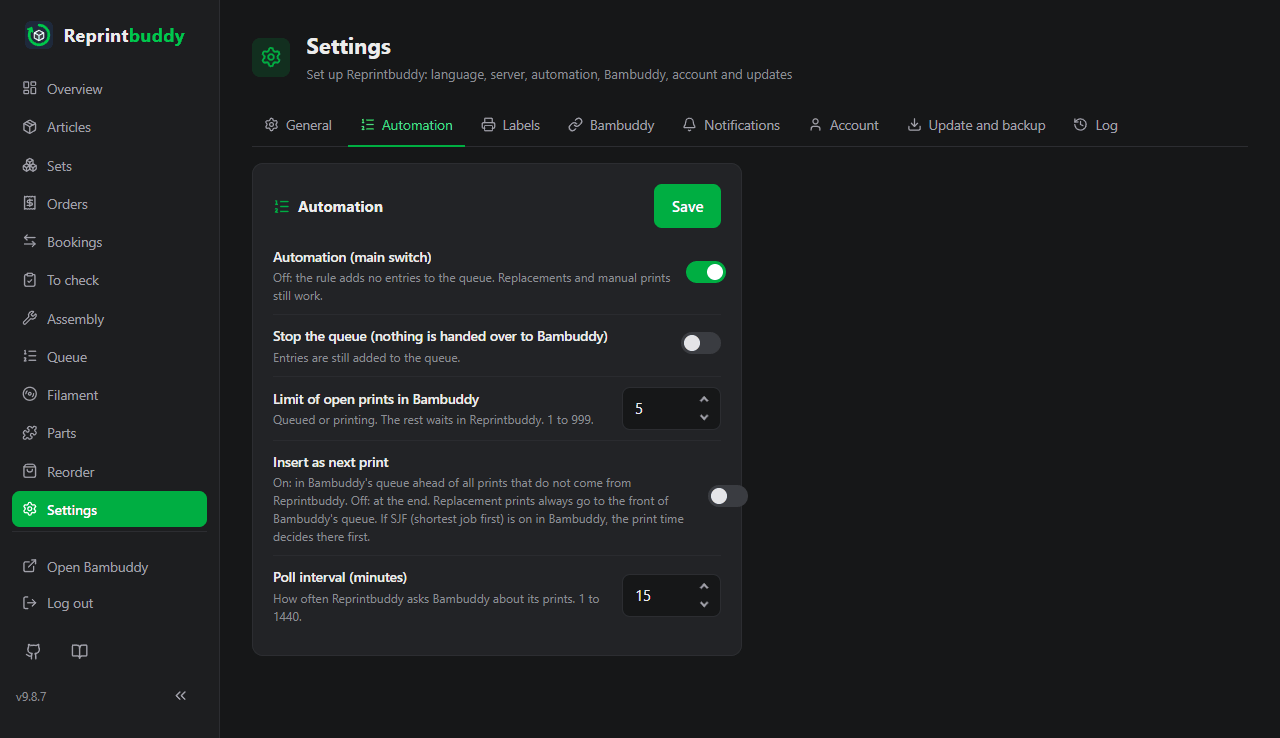 Reprintbuddy
Overview
Articles
Sets
Orders
Bookings
To check
Assembly
Queue
Filament
Parts
Reorder
Settings
Open Bambuddy
Log out
v9.8.7
Settings
Set up Reprintbuddy: language, server, automation, Bambuddy, account and updates
General
Automation
Labels
Bambuddy
Notifications
Account
Update and backup
Log
Automation
Save
Automation (main switch)
Off: the rule adds no entries to the queue. Replacements and manual prints
still work.
Stop the queue (nothing is handed over to Bambuddy)
Entries are still added to the queue.
Limit of open prints in Bambuddy
Queued or printing. The rest waits in Reprintbuddy. 1 to 999.
5
Insert as next print
On: in Bambuddy's queue ahead of all prints that do not come from
Reprintbuddy. Off: at the end. Replacement prints always go to the front of
Bambuddy's queue. If SJF (shortest job first) is on in Bambuddy, the print time
decides there first.
Poll interval (minutes)
How often Reprintbuddy asks Bambuddy about its prints. 1 to
1440.
15